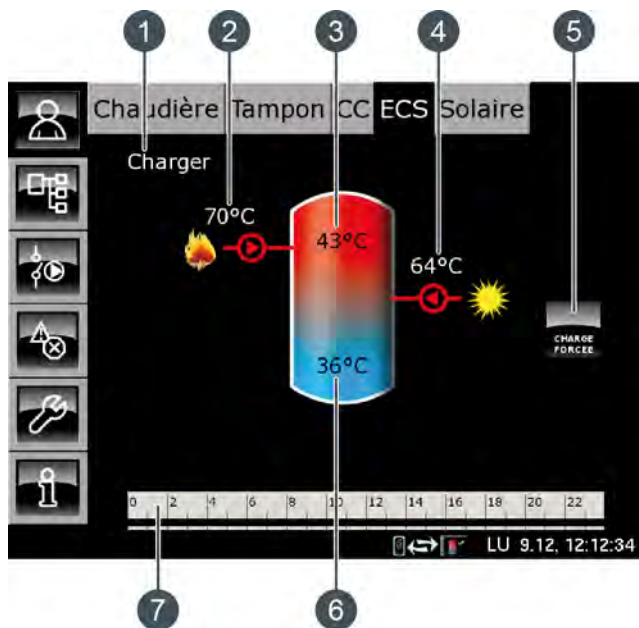 1 2 3 4 5
Chaudière Tampon CC ECS Solaire
Charger
70°C
43°C
64°C
CHARGE
FORCEE
36°C
0 2 4 6 8 10 12 14 16 18 20 22
LU 9.12, 12:12:34
7 6